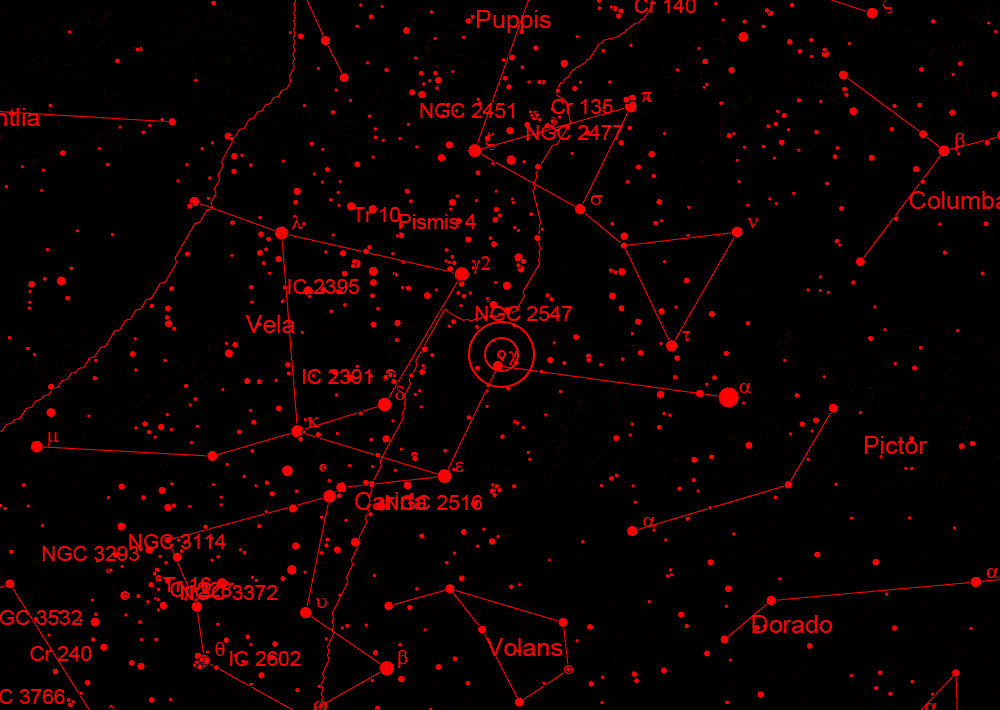 Cr 140
ζ
Puppis
NGC 2451
Cr 135
π
ntlia
NGC 2477
ζ
β
σ
Columba
Tr 10
Pismis 4
λ
ν
γ2
IC 2395
NGC 2547
Vela
τ
χ
IC 2391
δ
α
κ
μ
Pictor
ε
Carina
NGC 2516
α
NGC 3114
NGC 3293
α
NGC 3372
υ
GC 3532
Dorado
θ
IC 2602
Volans
Cr 240
β
C 3766
ω
α